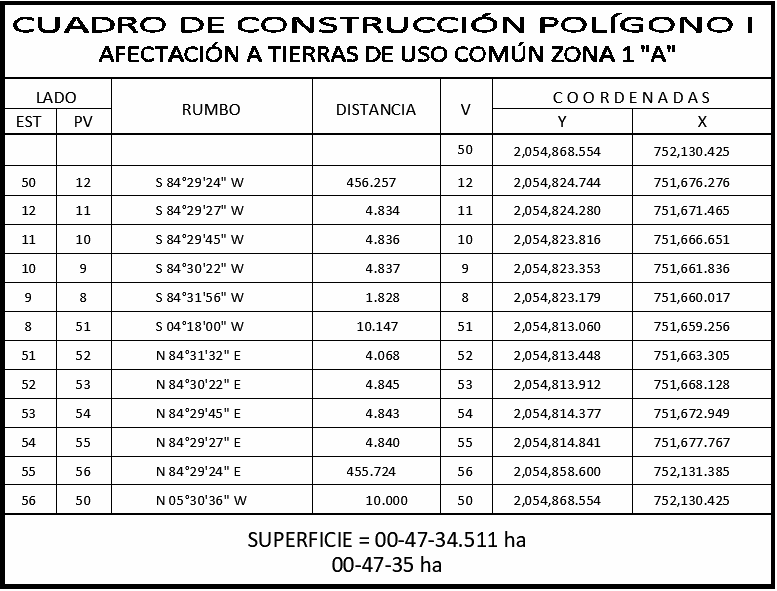 CUADRO DE CONSTRUCCIÓN POLÍGONO I
AFECTACIÓN A TIERRAS DE USO COMÚN ZONA 1 "A"
LADO RUMBO DISTANCIA V COORDENADAS
EST PV Y X
50 2,054,868.554 752,130.425
50 12 S 84°29'24" W 456.257 12 2,054,824.744 751,676.276
12 11 S 84°29'27" W 4.834 11 2,054,824.280 751,671.465
11 10 S 84°29'45" W 4.836 10 2,054,823.816 751,666.651
10 9 S 84°30'22" W 4.837 9 2,054,823.353 751,661.836
9 8 S 84°31'56" W 1.828 8 2,054,823.179 751,660.017
8 51 S 04°18'00" W 10.147 51 2,054,813.060 751,659.256
51 52 N 84°31'32" E 4.068 52 2,054,813.448 751,663.305
52 53 N 84°30'22" E 4.845 53 2,054,813.912 751,668.128
53 54 N 84°29'45" E 4.843 54 2,054,814.377 751,672.949
54 55 N 84°29'27" E 4.840 55 2,054,814.841 751,677.767
55 56 N 84°29'24" E 455.724 56 2,054,858.600 752,131.385
56 50 N 05°30'36" W 10.000 50 2,054,868.554 752,130.425
SUPERFICIE = 00-47-34.511 ha
00-47-35 ha